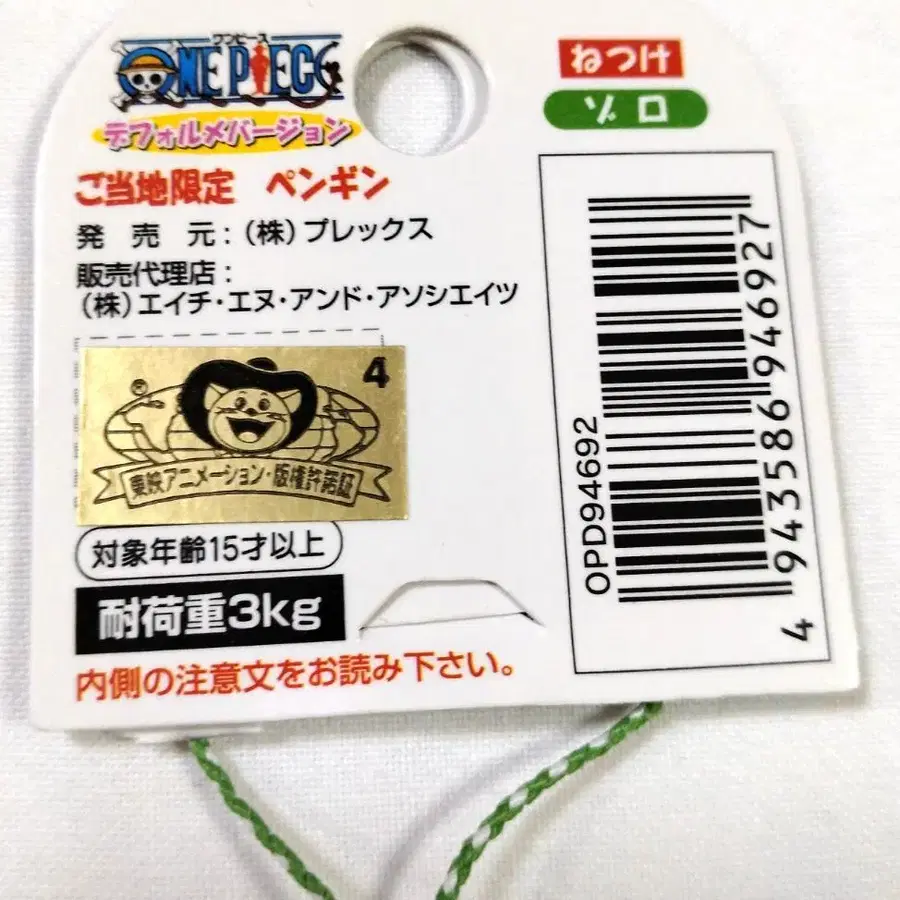 ワンピース
ONE PIECE
デフォルメバージョン
ねつけ
ゾロ
ご当地限定 ペンギン
発売元:(株)プレックス
販売代理店:
(株)エイチ・エヌ・アンド・アソシエイツ
4
東映アニメーション・版権許諾証
対象年齢15才以上
耐荷重3kg
内側の注意文をお読み下さい。
OPD94692
4 943586 946927